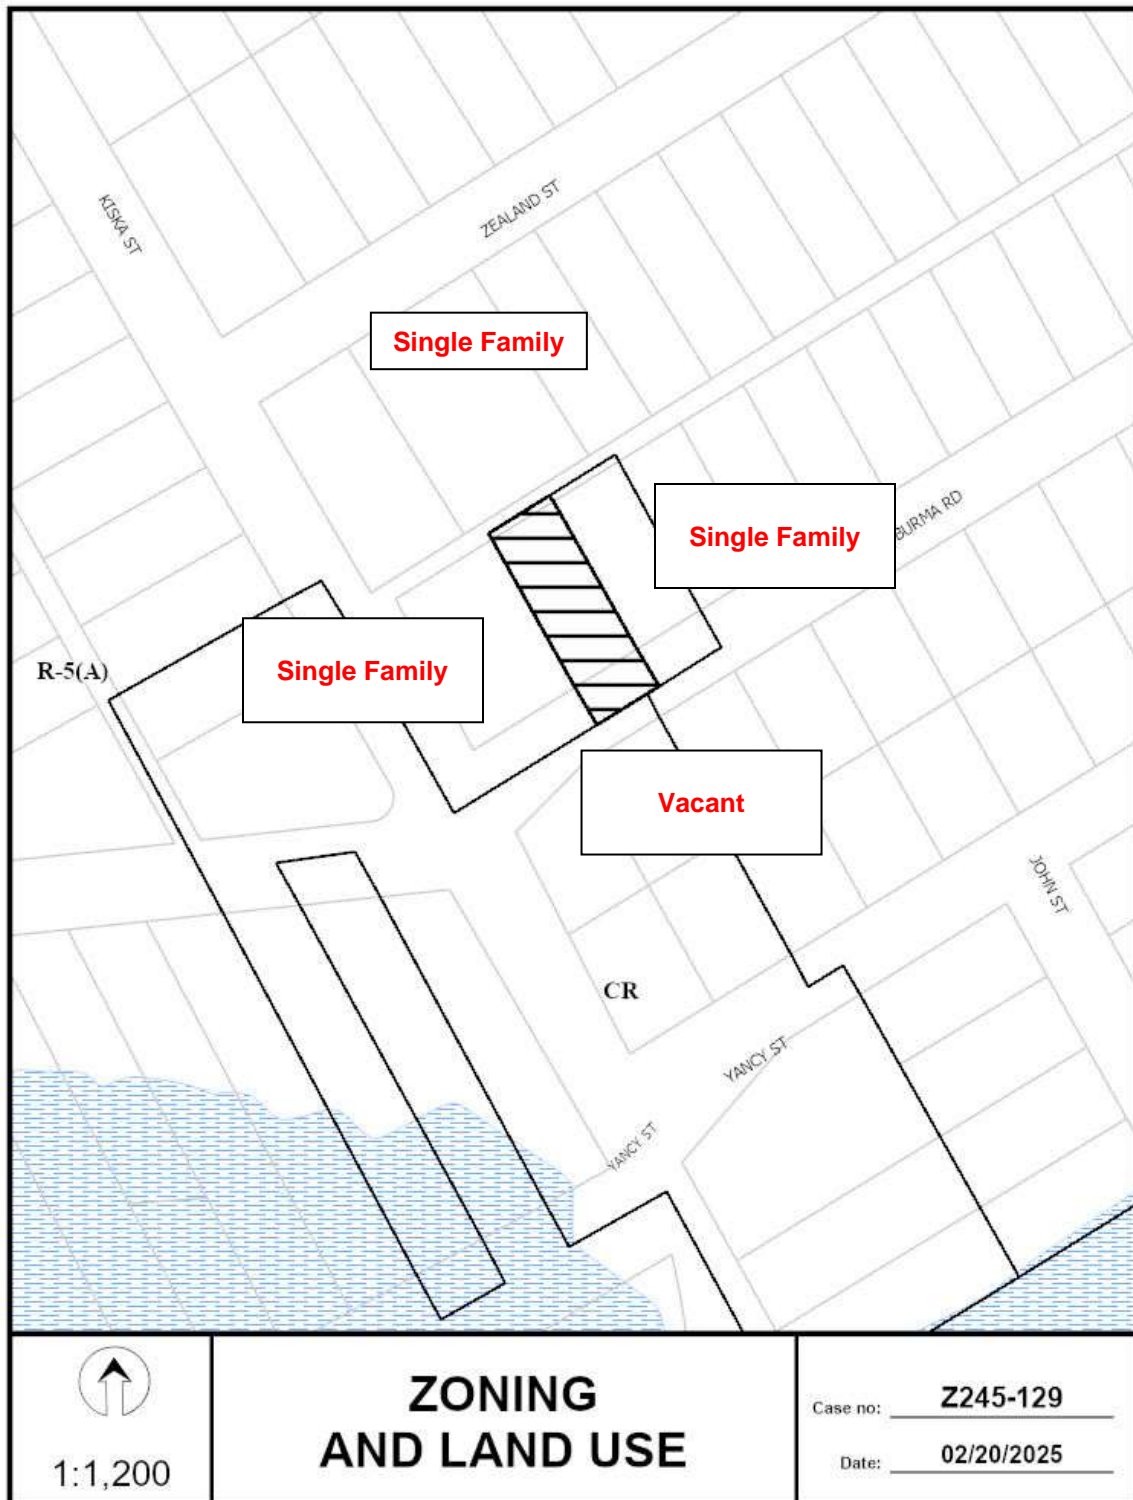 KISKA ST
ZEALAND ST
Single Family
Single Family
BURMA RD
Single Family
R-5(A)
Vacant
JOHN ST
CR
YANCY ST
YANCY ST
1:1,200
ZONING
AND LAND USE
Case no: Z245-129
Date: 02/20/2025